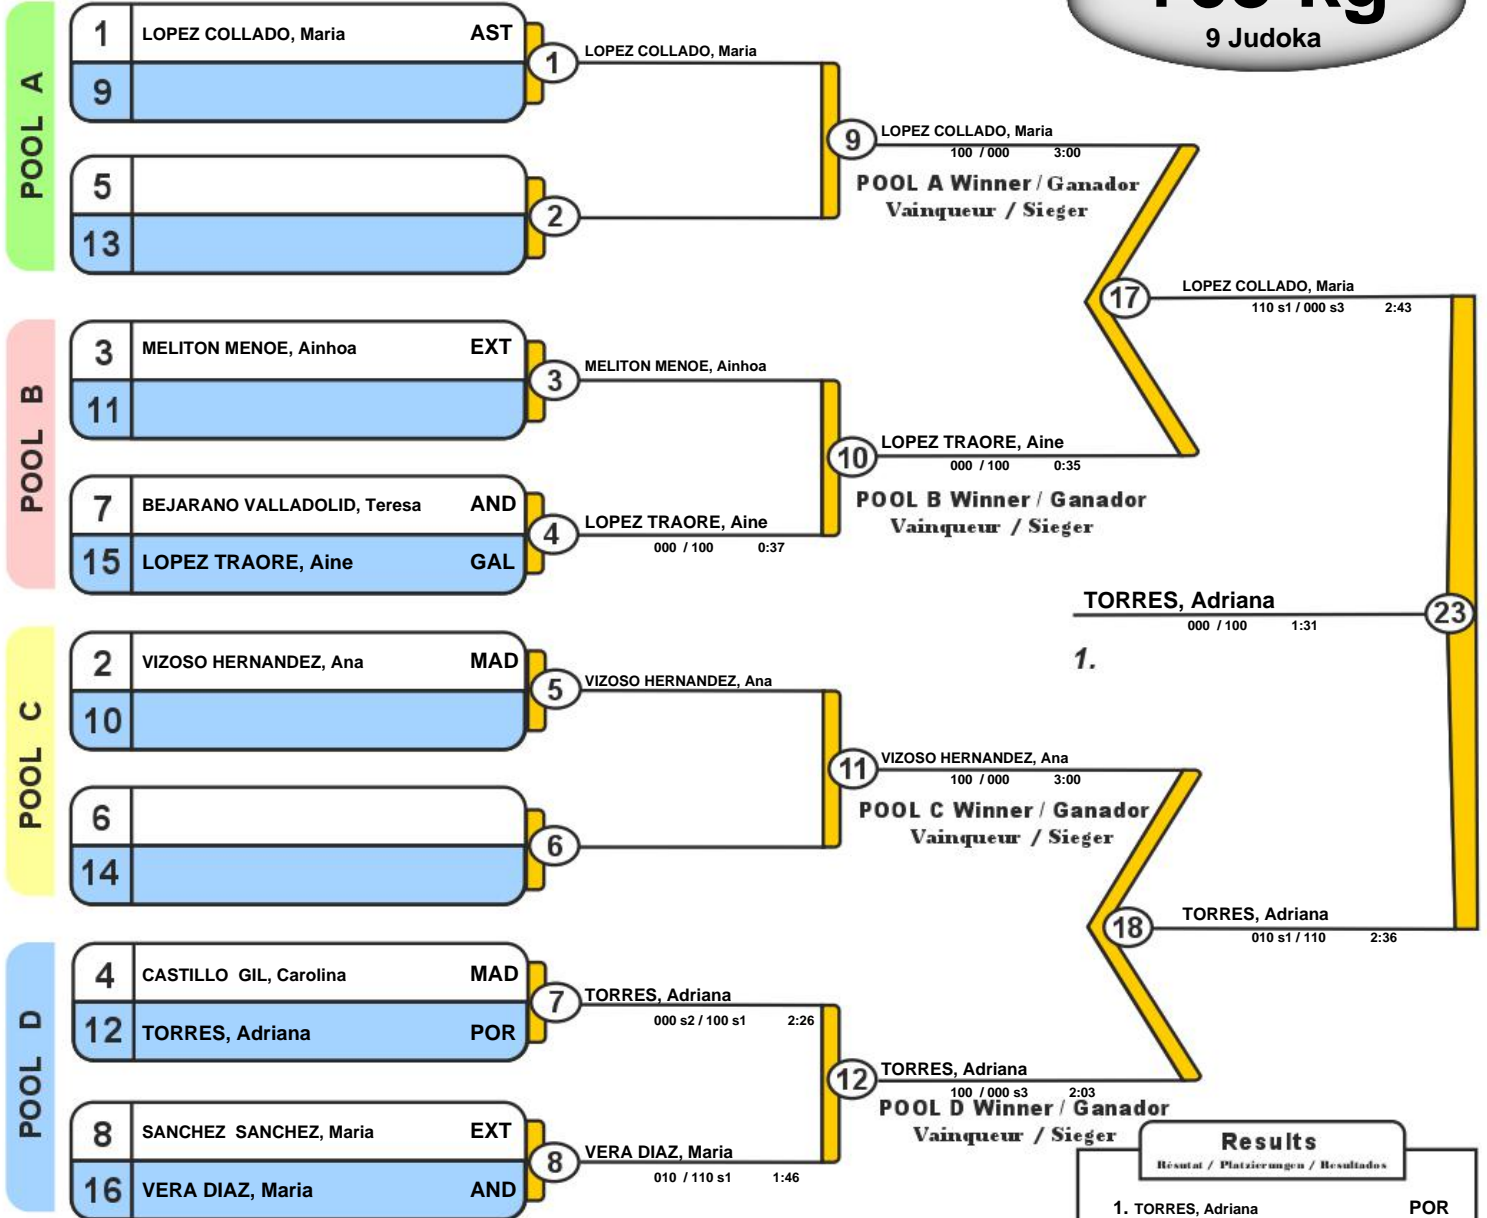 9 Judoka
POOL A
1 LOPEZ COLLADO, Maria AST
9
5
13
1 LOPEZ COLLADO, Maria
2
9 LOPEZ COLLADO, Maria
100 / 000 3:00
POOL A Winner / Ganador
Vainqueur / Sieger
POOL B
3 MELITON MENOE, Ainhoa EXT
11
7 BEJARANO VALLADOLID, Teresa AND
15 LOPEZ TRAORE, Aine GAL
3 MELITON MENOE, Ainhoa
4 LOPEZ TRAORE, Aine
000 / 100 0:37
10 LOPEZ TRAORE, Aine
000 / 100 0:35
POOL B Winner / Ganador
Vainqueur / Sieger
17 LOPEZ COLLADO, Maria
110 s1 / 000 s3 2:43
TORRES, Adriana 23
000 / 100 1:31
1.
POOL C
2 VIZOSO HERNANDEZ, Ana MAD
10
6
14
5 VIZOSO HERNANDEZ, Ana
6
11 VIZOSO HERNANDEZ, Ana
100 / 000 3:00
POOL C Winner / Ganador
Vainqueur / Sieger
POOL D
4 CASTILLO GIL, Carolina MAD
12 TORRES, Adriana POR
8 SANCHEZ SANCHEZ, Maria EXT
16 VERA DIAZ, Maria AND
7 TORRES, Adriana
000 s2 / 100 s1 2:26
8 VERA DIAZ, Maria
010 / 110 s1 1:46
12 TORRES, Adriana
100 / 000 s3 2:03
POOL D Winner / Ganador
Vainqueur / Sieger
18 TORRES, Adriana
010 s1 / 110 2:36
Results
Résutat / Platzierungen / Resultados
1. TORRES, Adriana POR